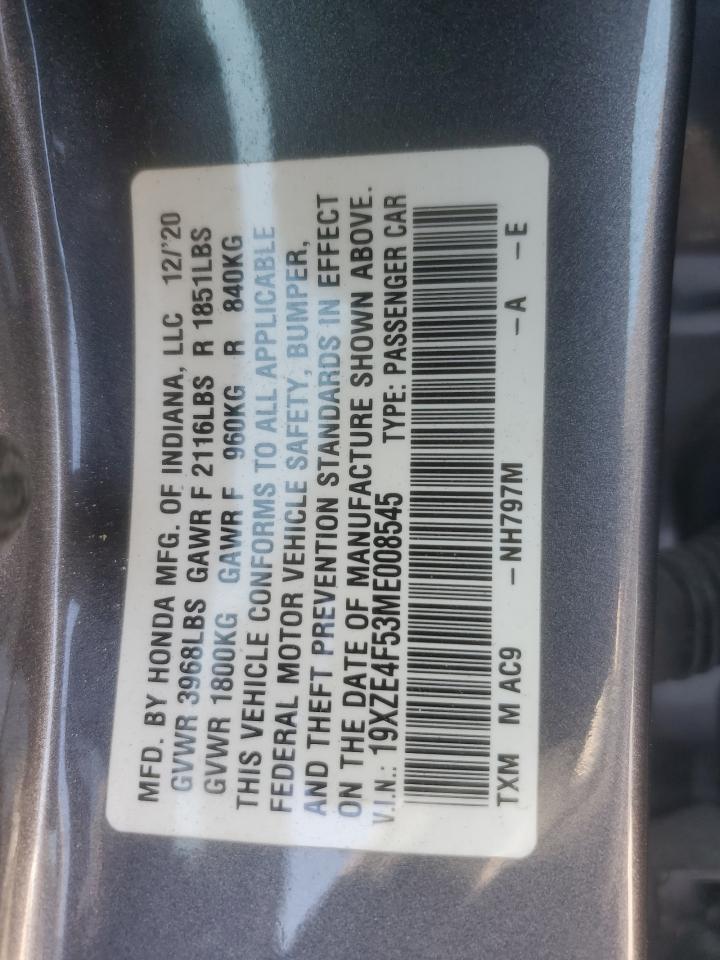 MFD. BY HONDA MFG. OF INDIANA, LLC 12/'20
GVWR 3968LBS GAWR F 2116LBS R 1851LBS
GVWR 1800KG GAWR F 960KG R 840KG
THIS VEHICLE CONFORMS TO ALL APPLICABLE
FEDERAL MOTOR VEHICLE SAFETY, BUMPER,
AND THEFT PREVENTION STANDARDS IN EFFECT
ON THE DATE OF MANUFACTURE SHOWN ABOVE.
V.I.N.: 19XZE4F53ME008545 TYPE: PASSENGER CAR
TXM M AC9 –NH797M –A –E